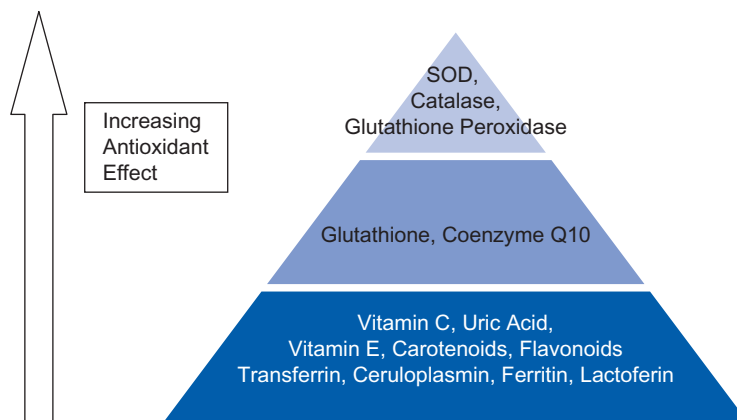 Increasing
Antioxidant
Effect
SOD,
Catalase,
Glutathione Peroxidase
Glutathione, Coenzyme Q10
Vitamin C, Uric Acid,
Vitamin E, Carotenoids, Flavonoids
Transferrin, Ceruloplasmin, Ferritin, Lactoferin